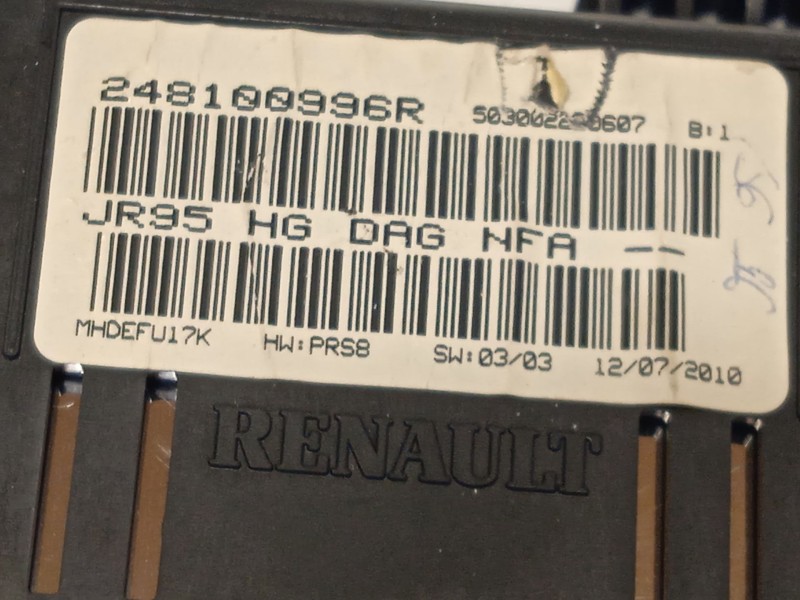 248100996R
B:1
JR95 HG DAG NFA --
MHDEFU17K HW:PRS8 SW:03/03 12/07/2010
RENAULT